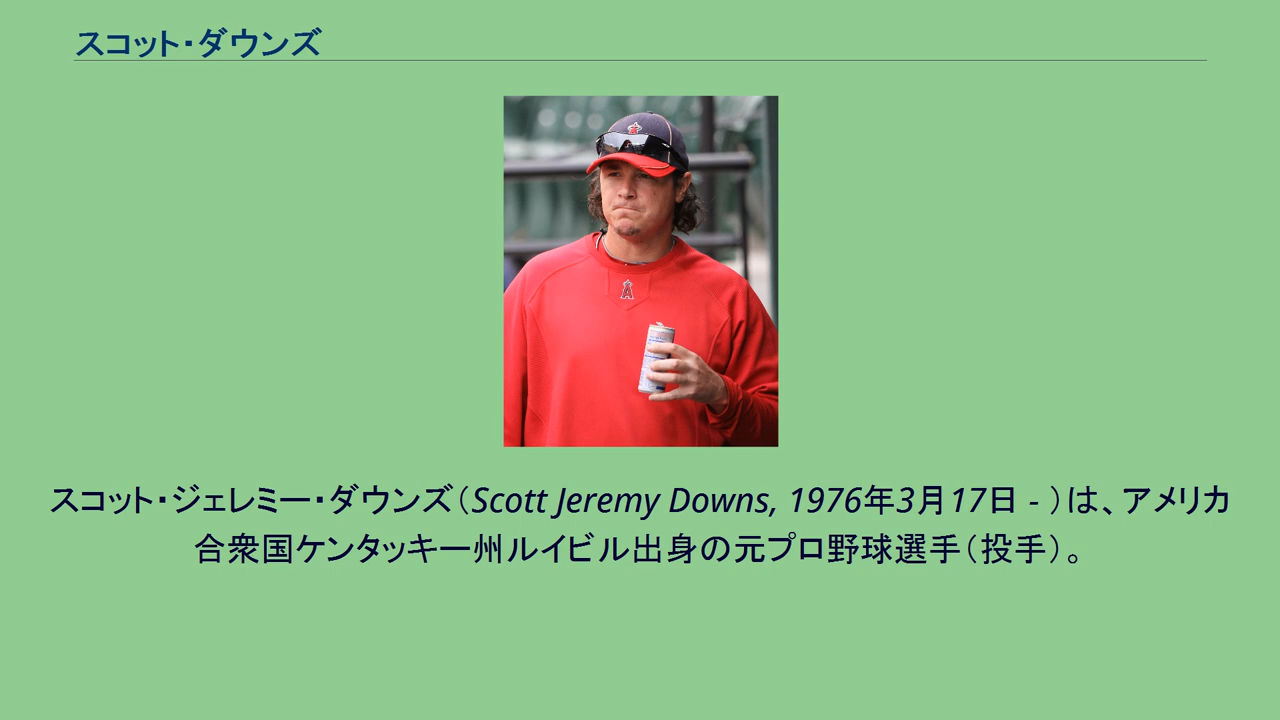 スコット・ダウンズ
スコット・ジェレミー・ダウンズ（Scott Jeremy Downs, 1976年3月17日 - ）は、アメリカ
合衆国ケンタッキー州ルイビル出身の元プロ野球選手（投手）。